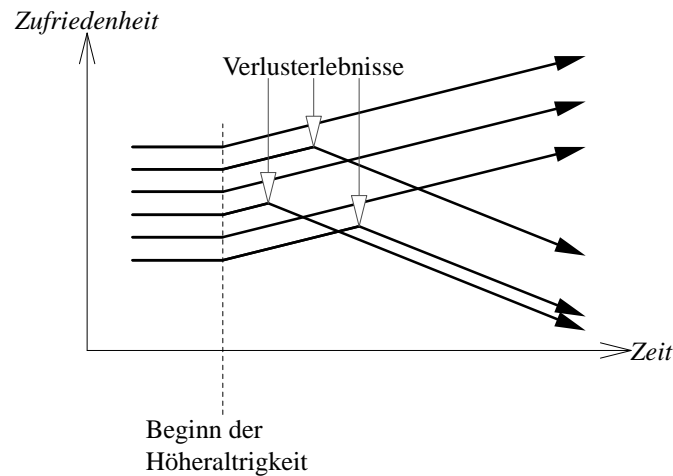 Zufriedenheit
Verlusterlebnisse
Zeit
Beginn der
Höheraltrigkeit